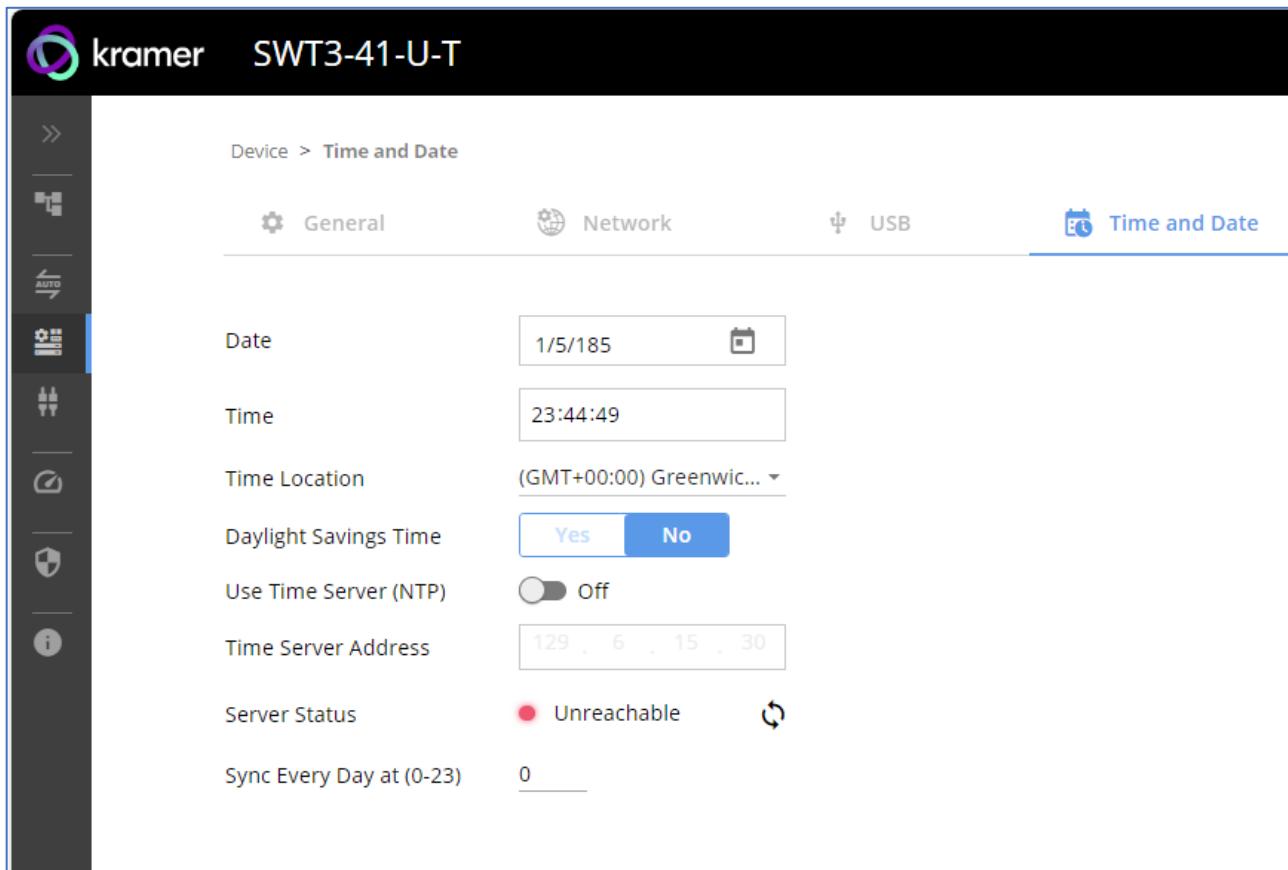 kramer SWT3-41-U-T
Device > Time and Date
General Network USB Time and Date
AUTO
Date 1/5/185
Time 23:44:49
Time Location (GMT+00:00) Greenwic...
Daylight Savings Time Yes No
Use Time Server (NTP) Off
Time Server Address 129 . 6 . 15 . 30
Server Status Unreachable
Sync Every Day at (0-23) 0